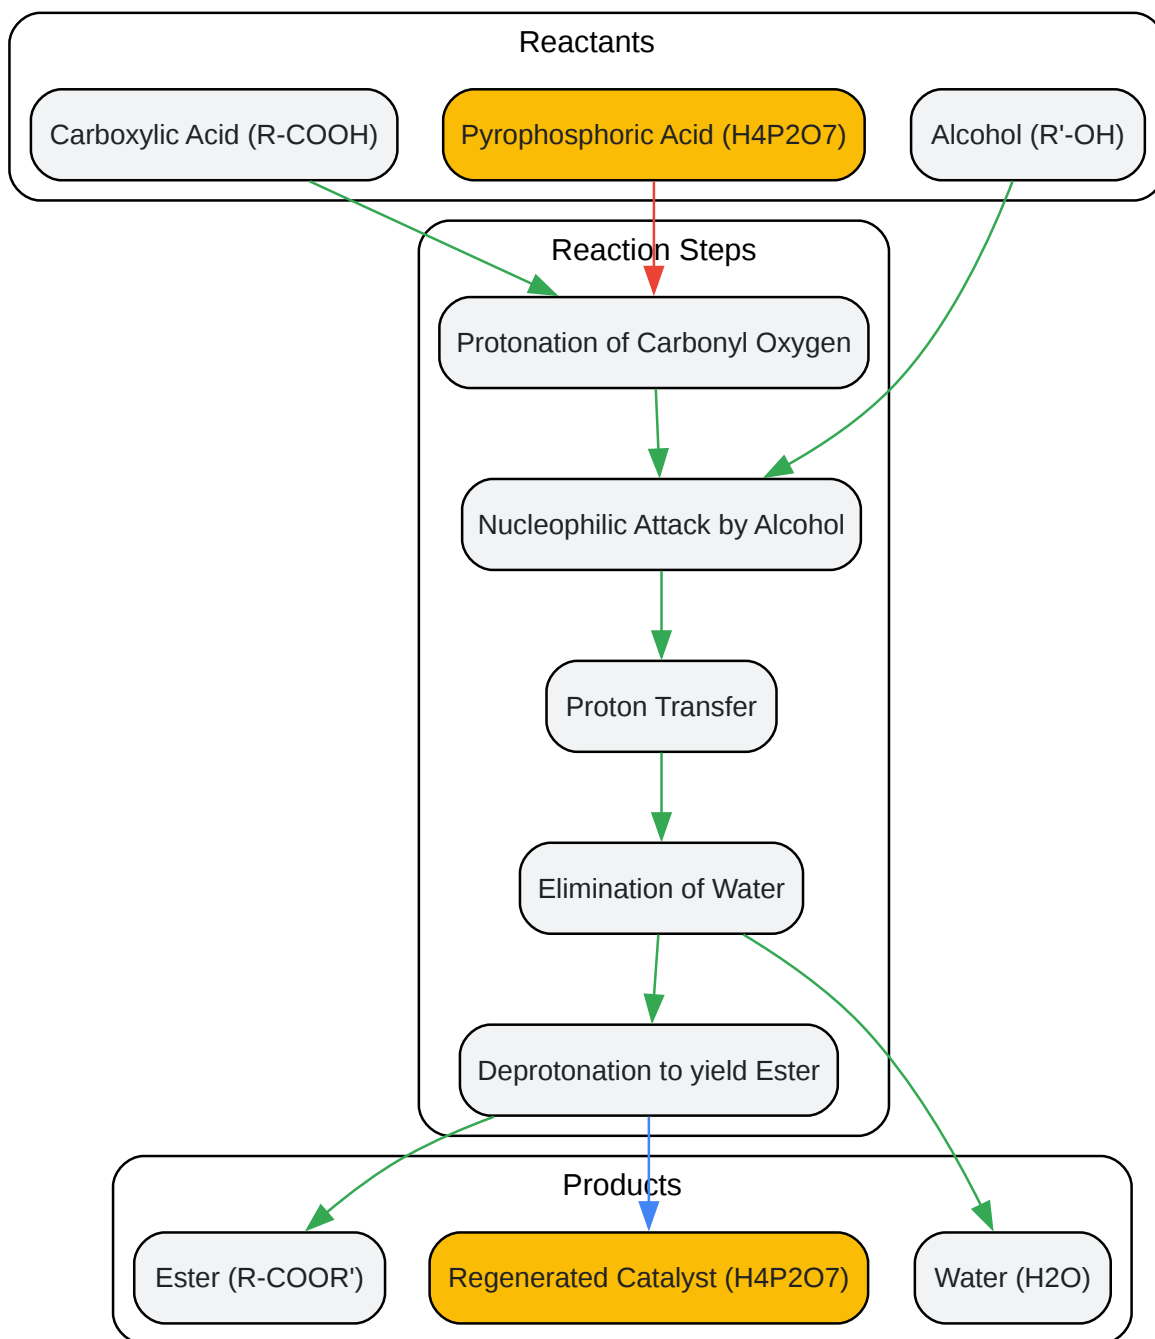 Reactants
Carboxylic Acid (R-COOH)
Pyrophosphoric Acid (H4P2O7)
Alcohol (R'-OH)
Reaction Steps
Protonation of Carbonyl Oxygen
Nucleophilic Attack by Alcohol
Proton Transfer
Elimination of Water
Deprotonation to yield Ester
Products
Ester (R-COOR')
Regenerated Catalyst (H4P2O7)
Water (H2O)